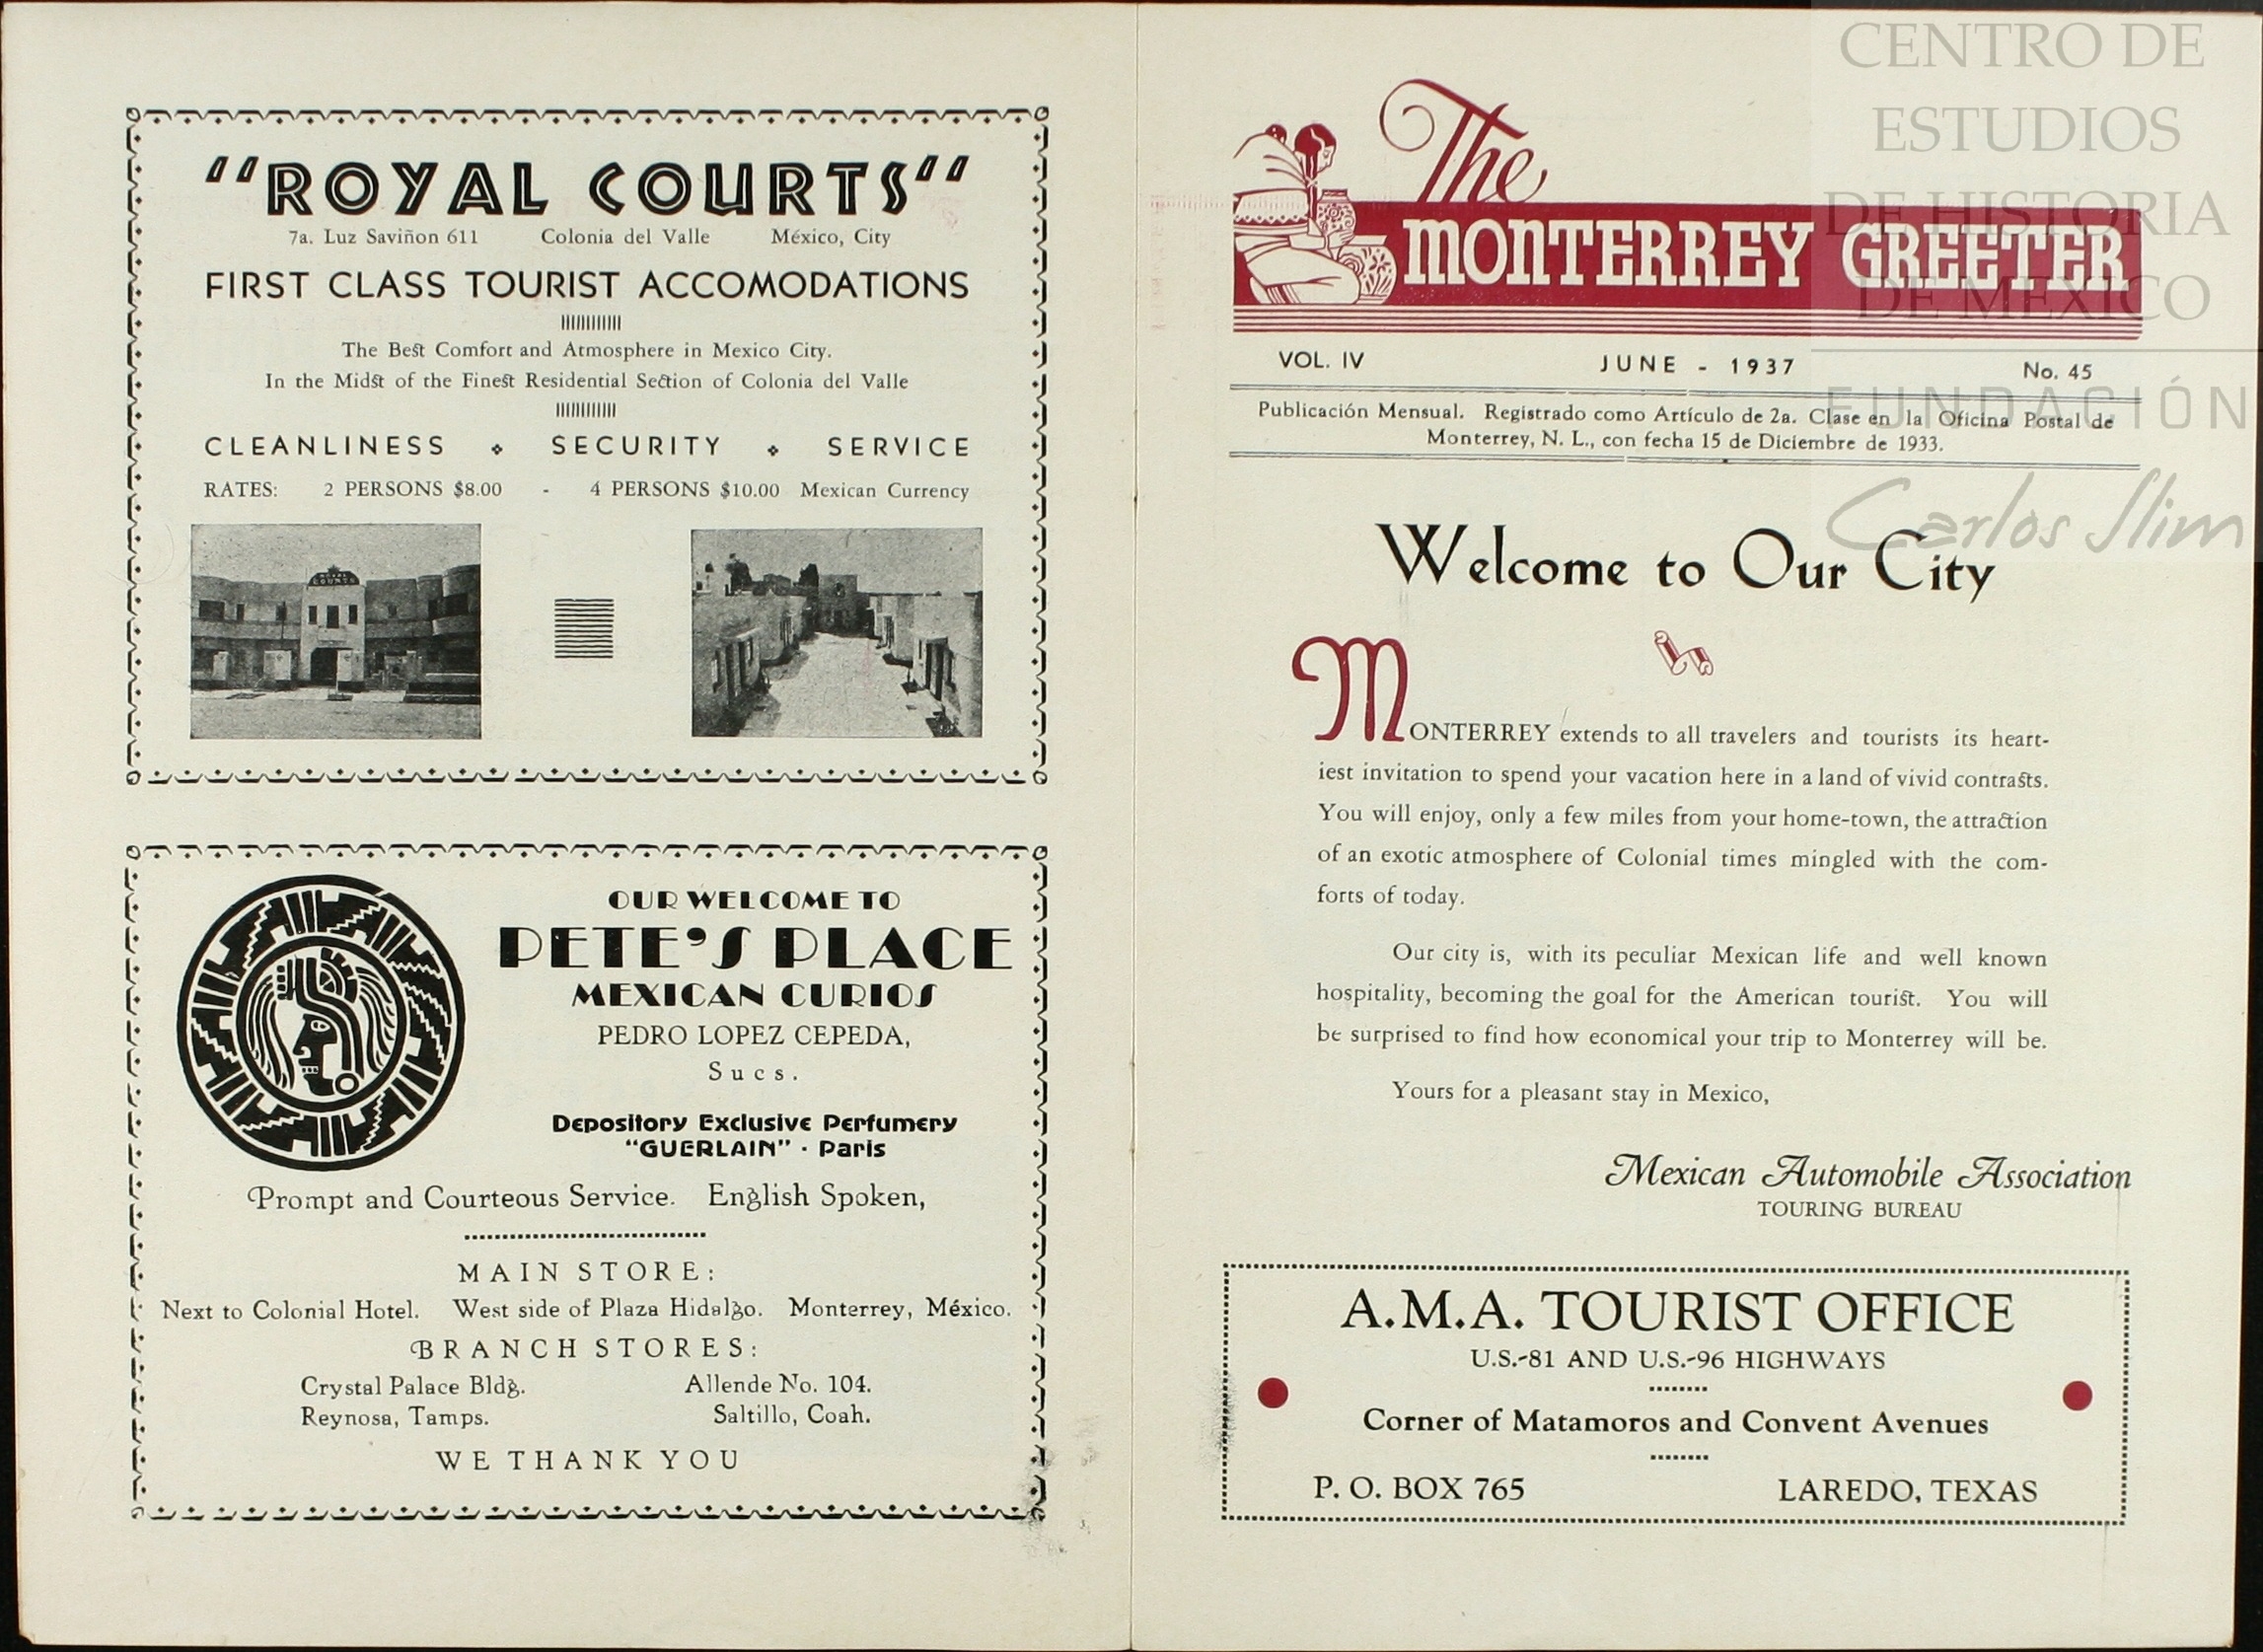 "ROYAL COURTS"
7a. Luz Saviñon 611 Colonia del Valle México, City
FIRST CLASS TOURIST ACCOMODATIONS
The Best Comfort and Atmosphere in Mexico City.
In the Midst of the Finest Residential Section of Colonia del Valle
CLEANLINESS SECURITY SERVICE
RATES: 2 PERSONS $8.00 - 4 PERSONS $10.00 Mexican Currency
ROYAL
COURTS
OUR WELCOME TO
PETE'S PLACE
MEXICAN CURIOS
PEDRO LOPEZ CEPEDA,
Sucs.
Depository Exclusive Perfumery
"GUERLAIN" - Paris
Prompt and Courteous Service. English Spoken,
MAIN STORE:
Next to Colonial Hotel. West side of Plaza Hidalgo. Monterrey, México.
BRANCH STORES:
Crystal Palace Bldg. Allende No. 104.
Reynosa, Tamps. Saltillo, Coah.
WE THANK YOU
The
MONTERREY GREETER
VOL. IV JUNE - 1937 No. 45
Publicación Mensual. Registrado como Artículo de 2a. Clase en la Oficina Postal de
Monterrey, N. L., con fecha 15 de Diciembre de 1933.
Welcome to Our City
MONTERREY extends to all travelers and tourists its heart-
iest invitation to spend your vacation here in a land of vivid contrasts.
You will enjoy, only a few miles from your home-town, the attraction
of an exotic atmosphere of Colonial times mingled with the com-
forts of today.
Our city is, with its peculiar Mexican life and well known
hospitality, becoming the goal for the American tourist. You will
be surprised to find how economical your trip to Monterrey will be.
Yours for a pleasant stay in Mexico,
Mexican Automobile Association
TOURING BUREAU
A.M.A. TOURIST OFFICE
U.S.-81 AND U.S.-96 HIGHWAYS
Corner of Matamoros and Convent Avenues
P. O. BOX 765 LAREDO, TEXAS
CENTRO DE
ESTUDIOS
DE HISTORIA
DE MÉXICO
FUNDACIÓN
Carlos Slim